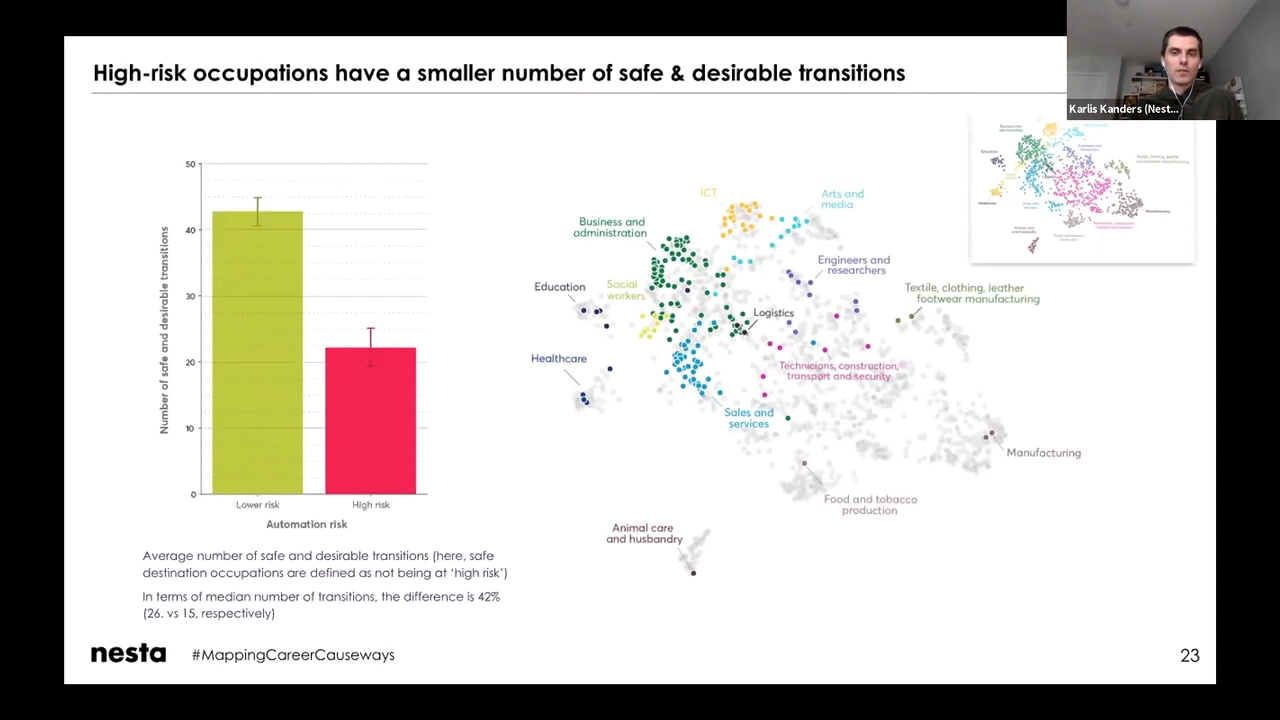 High-risk occupations have a smaller number of safe & desirable transitions
Karlis Kanders (Nest...
50
40
30
20
10
0
Number of safe and desirable transitions
Lower risk
High risk
Automation risk
Average number of safe and desirable transitions (here, safe
destination occupations are defined as not being at ‘high risk’)
In terms of median number of transitions, the difference is 42%
(26. vs 15, respectively)
ICT
Arts and
media
Business and
administration
Engineers and
researchers
Education
Social
workers
Textile, clothing, leather
footwear manufacturing
Logistics
Healthcare
Technicians, construction,
transport and security
Sales and
services
Manufacturing
Food and tobacco
production
Animal care
and husbandry
nesta
#MappingCareerCauseways
23